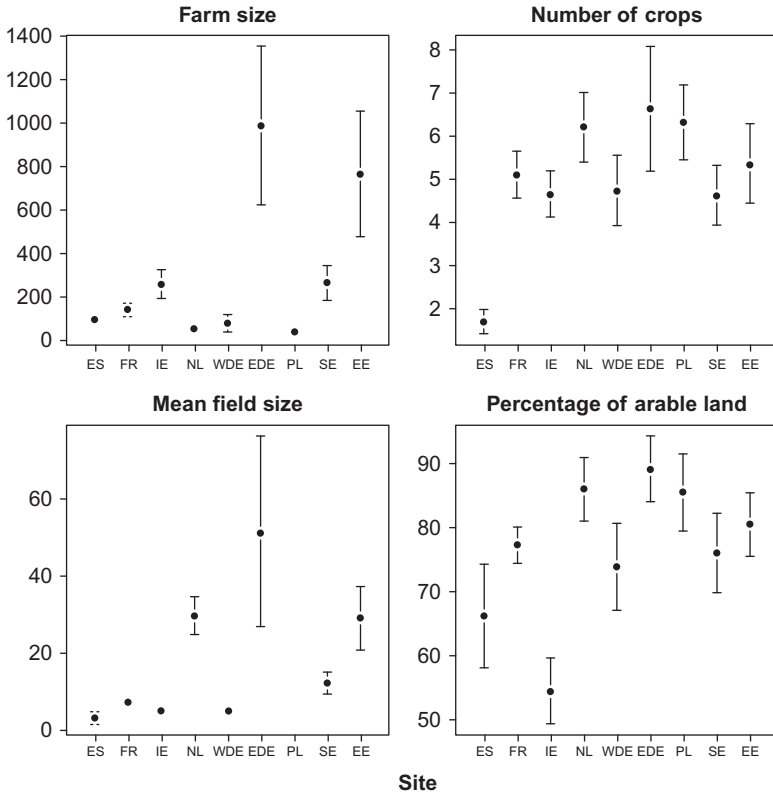 Farm size
1400
1200
1000
800
600
400
200
0
ES FR IE NL WDE EDE PL SE EE
Number of crops
8
7
6
5
4
3
2
ES FR IE NL WDE EDE PL SE EE
Mean field size
60
40
20
0
ES FR IE NL WDE EDE PL SE EE
Percentage of arable land
90
80
70
60
50
ES FR IE NL WDE EDE PL SE EE
Site